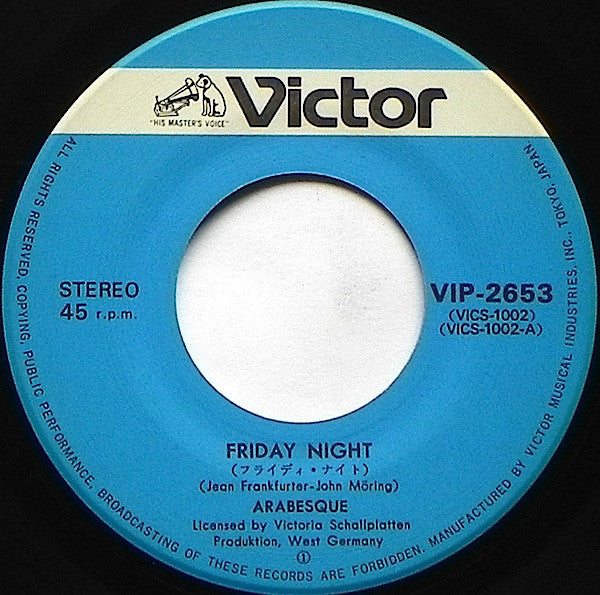 "HIS MASTER'S VOICE"
Victor
STEREO
45 r.p.m.
VIP-2653
(VICS-1002)
(VICS-1002-A)
FRIDAY NIGHT
(フライディ・ナイト)
(Jean Frankfurter-John Möring)
ARABESQUE
Licensed by Victoria Schallplatten
Produktion, West Germany
①
ALL RIGHTS RESERVED, COPYING, PUBLIC PERFORMANCE, BROADCASTING OF THESE RECORDS ARE FORBIDDEN. MANUFACTURED BY VICTOR MUSICAL INDUSTRIES, INC., TOKYO, JAPAN